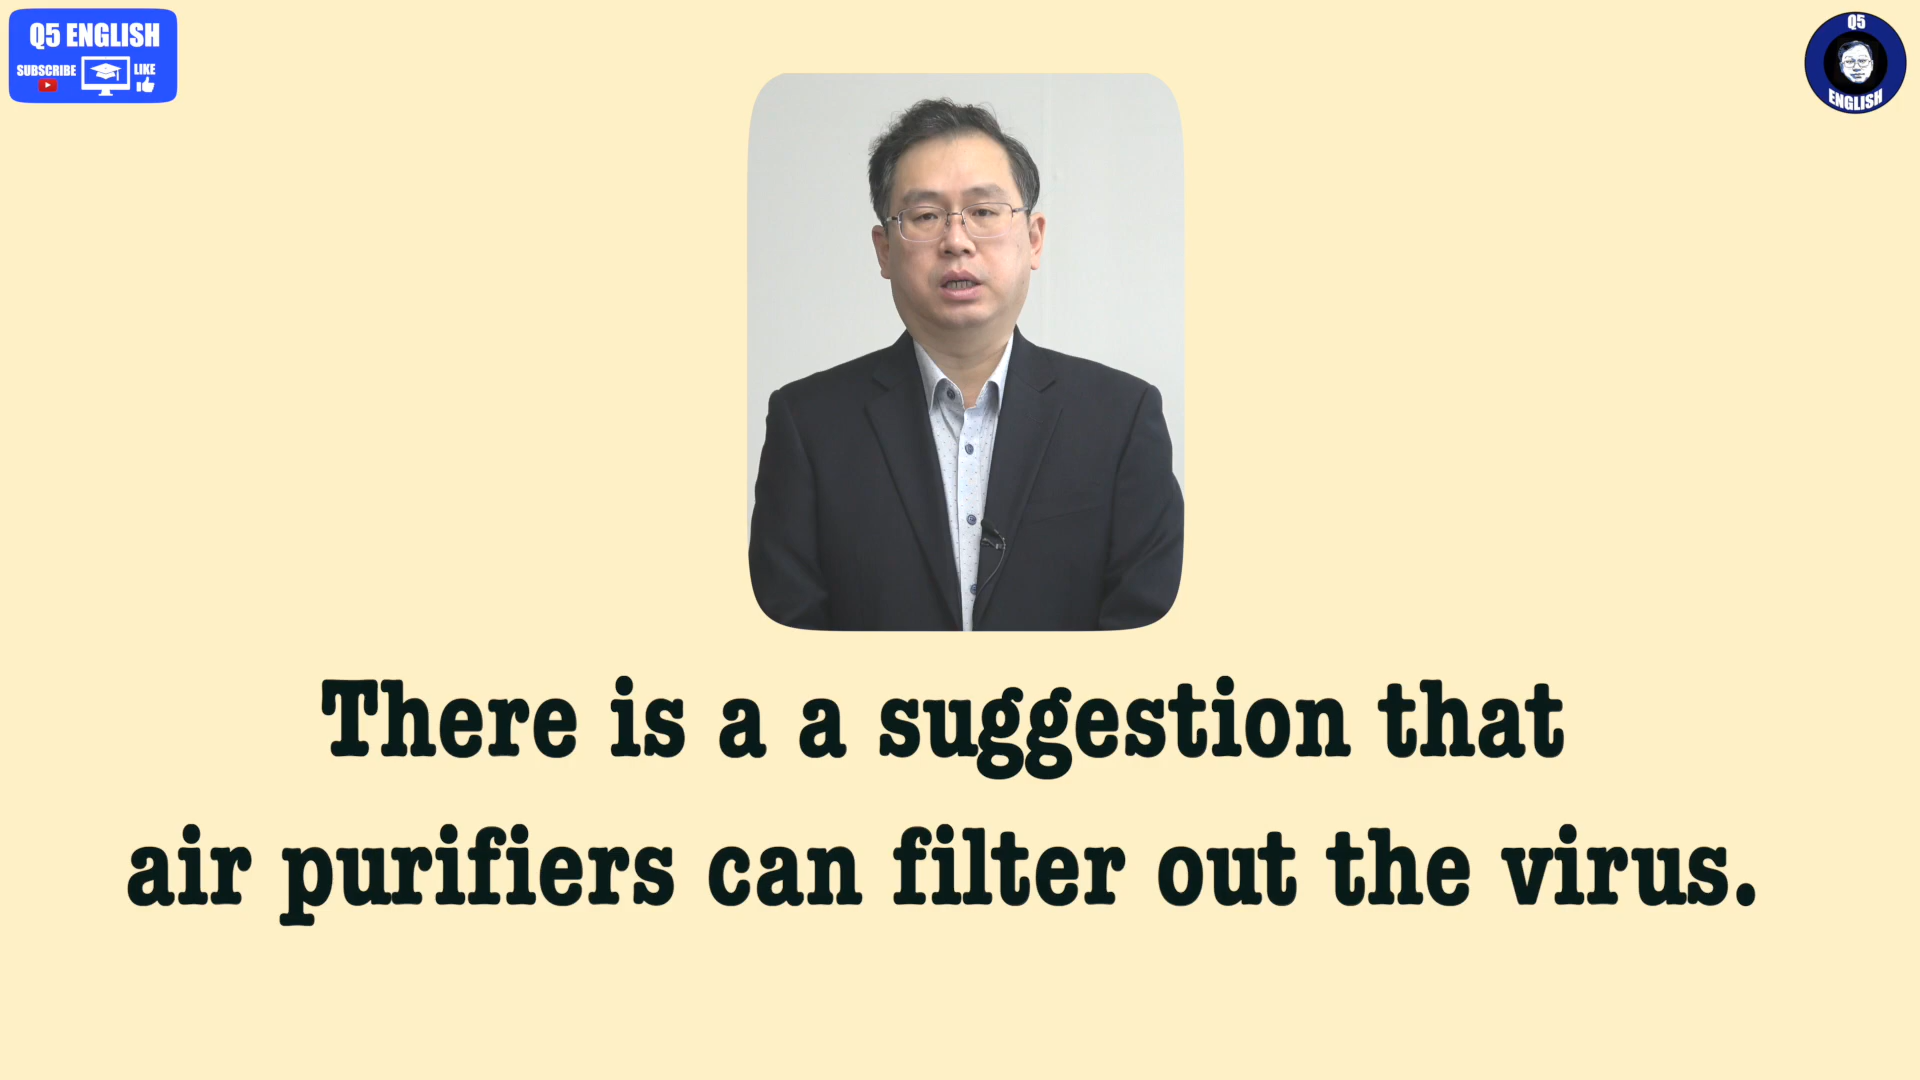 Q5 ENGLISH
SUBSCRIBE
LIKE
Q5
ENGLISH
There is a a suggestion that
air purifiers can filter out the virus.